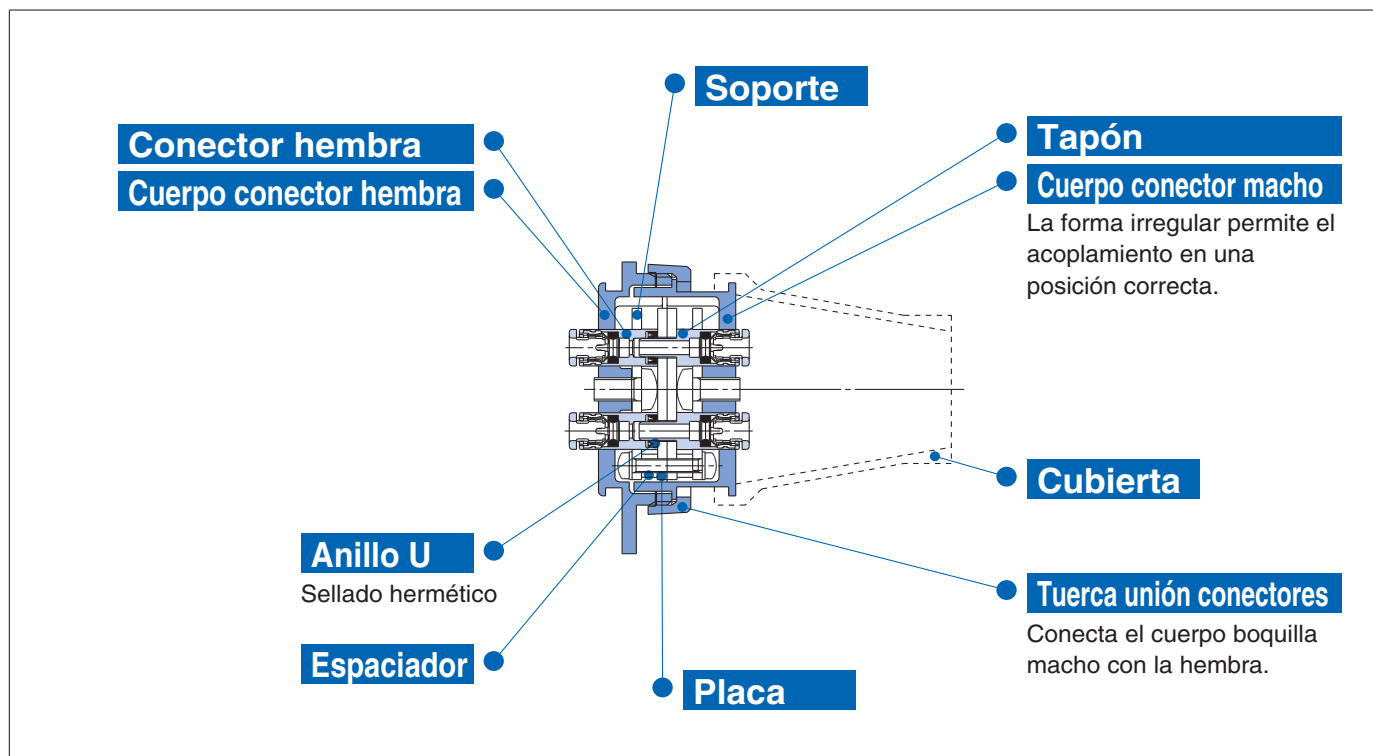 Soporte
Conector hembra
Cuerpo conector hembra
Tapón
Cuerpo conector macho
La forma irregular permite el
acoplamiento en una
posición correcta.
Cubierta
Anillo U
Sellado hermético
Tuerca unión conectores
Conecta el cuerpo boquilla
macho con la hembra.
Espaciador
Placa